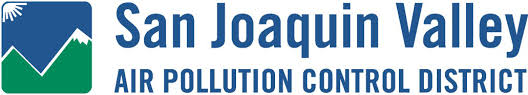 San Joaquin Valley
AIR POLLUTION CONTROL DISTRICT